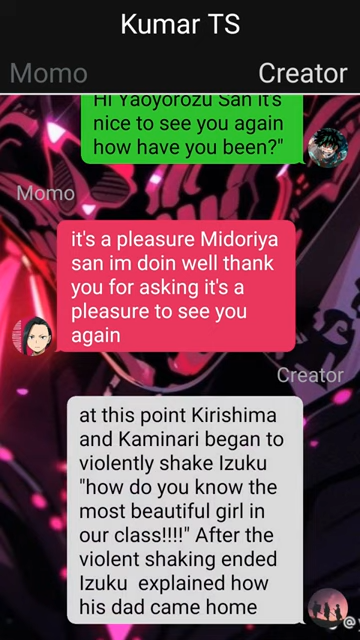 Kumar TS
Momo
Creator
Hi Yaoyorozu San it's
nice to see you again
how have you been?"
Momo
it's a pleasure Midoriya
san im doin well thank
you for asking it's a
pleasure to see you
again
Creator
at this point Kirishima
and Kaminari began to
violently shake Izuku
"how do you know the
most beautiful girl in
our class!!!!" After the
violent shaking ended
Izuku explained how
his dad came home
@